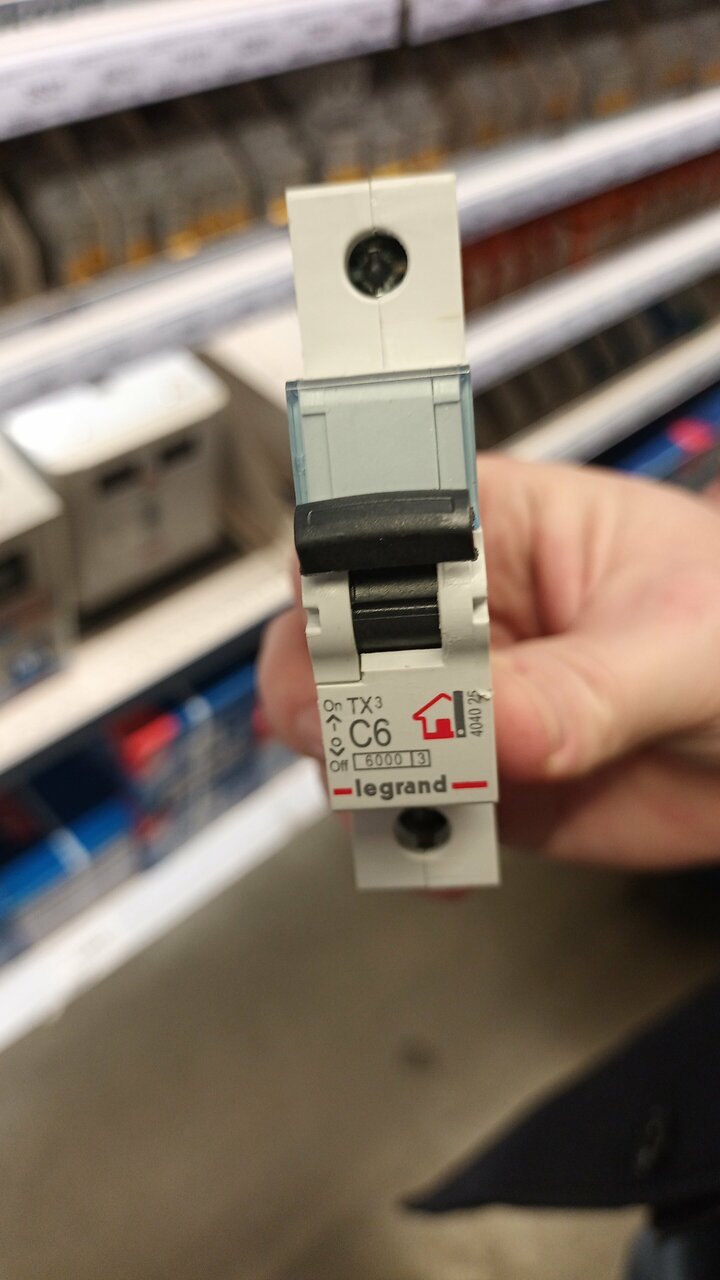 On TX³
C6
Off 6000 3
legrand
4040 25